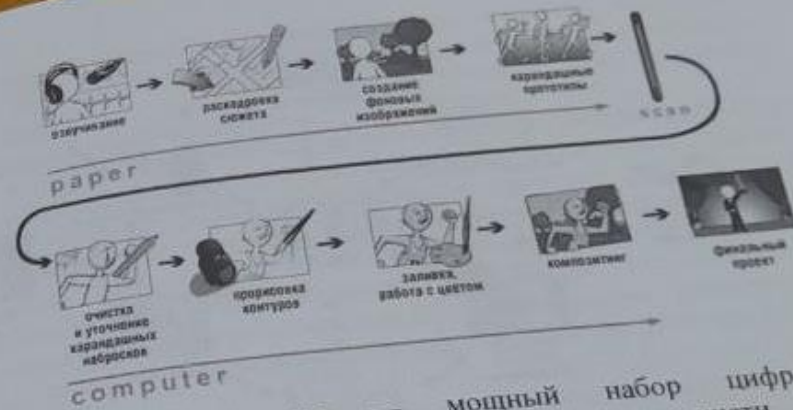 озвучивание
раскадровка
сюжета
создание
фоновых
изображений
карандашные
прототипы
paper
очистка
и уточнение
карандашных
набросков
прорисовка
контуров
заливка,
работа с цветом
композитинг
финальный
проект
computer
мощный набор цифр